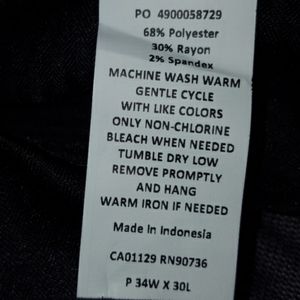 PO 4900058729
68% Polyester
30% Rayon
2% Spandex
MACHINE WASH WARM
GENTLE CYCLE
WITH LIKE COLORS
ONLY NON-CHLORINE
BLEACH WHEN NEEDED
TUMBLE DRY LOW
REMOVE PROMPTLY
AND HANG
WARM IRON IF NEEDED
Made in Indonesia
CA01129 RN90736
P 34W X 30L